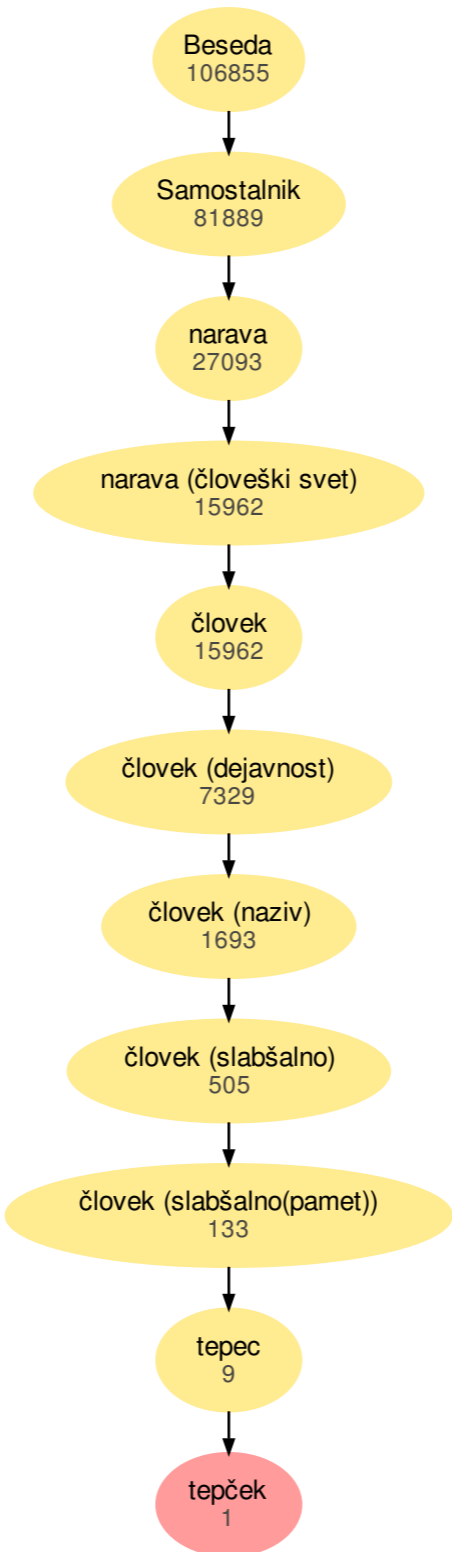 Beseda
106855
Samostalnik
81889
narava
27093
narava (človeški svet)
15962
človek
15962
človek (dejavnost)
7329
človek (naziv)
1693
človek (slabšalno)
505
človek (slabšalno(pamet))
133
tepec
9
tepček
1